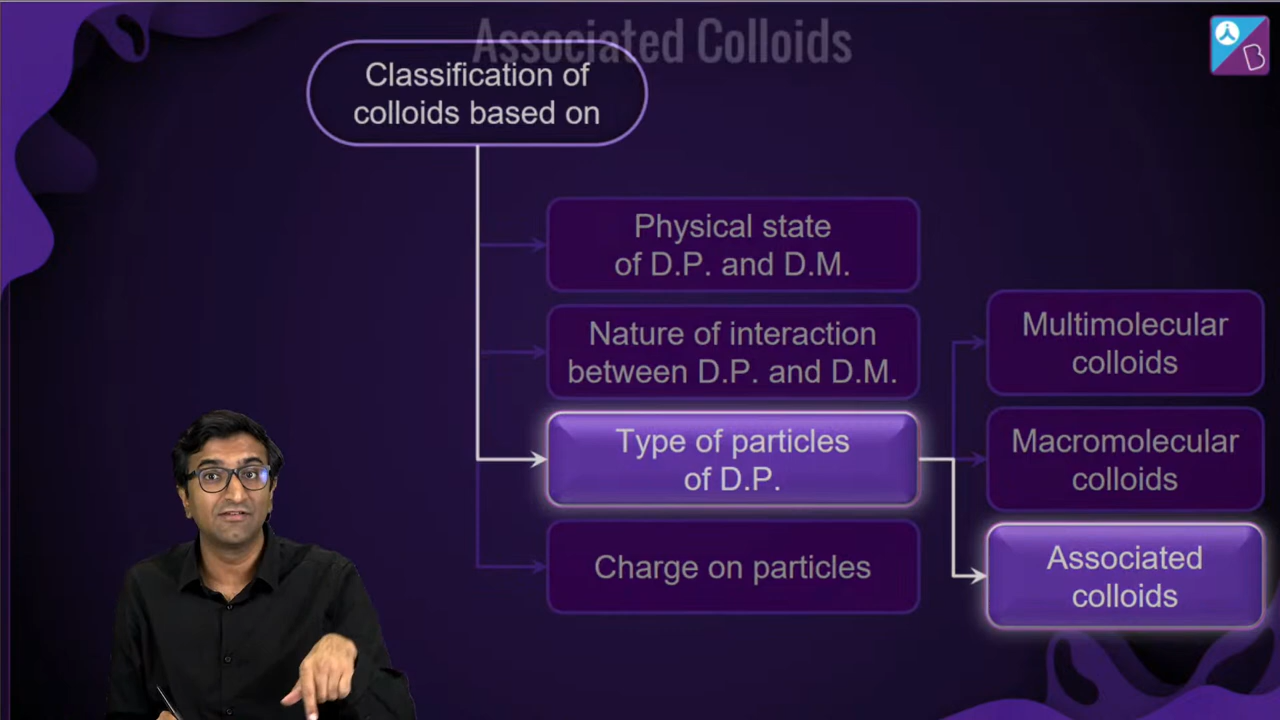 Associated Colloids
Classification of
colloids based on
Physical state
of D.P. and D.M.
Nature of interaction
between D.P. and D.M.
Type of particles
of D.P.
Charge on particles
Multimolecular
colloids
Macromolecular
colloids
Associated
colloids
B